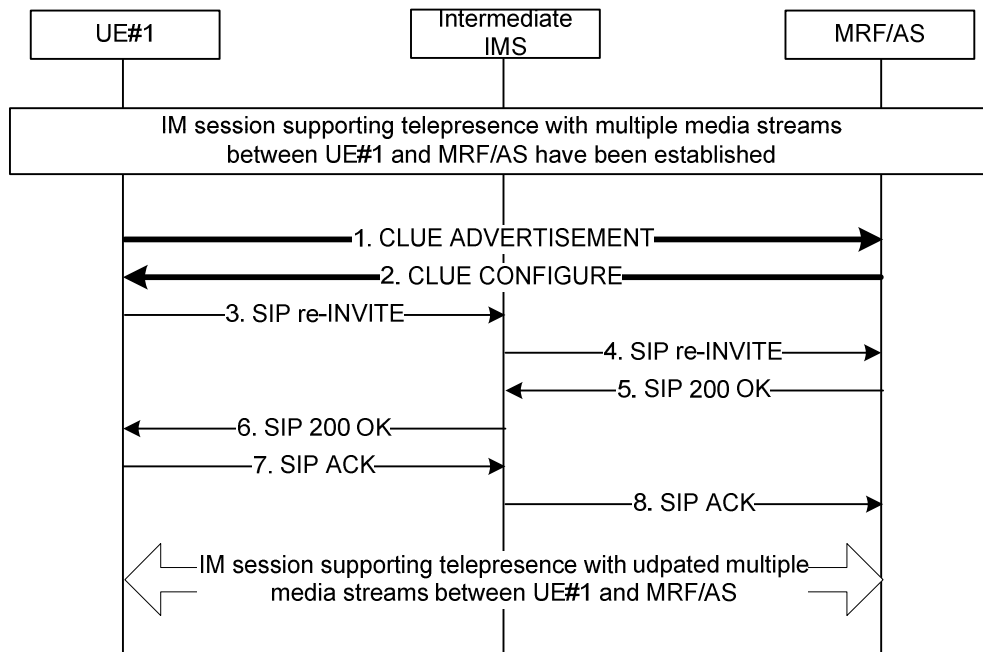 UE#1
Intermediate
IMS
MRF/AS
IM session supporting telepresence with multiple media streams
between UE#1 and MRF/AS have been established
1. CLUE ADVERTISEMENT
2. CLUE CONFIGURE
3. SIP re-INVITE
4. SIP re-INVITE
5. SIP 200 OK
6. SIP 200 OK
7. SIP ACK
8. SIP ACK
IM session supporting telepresence with udpated multiple
media streams between UE#1 and MRF/AS